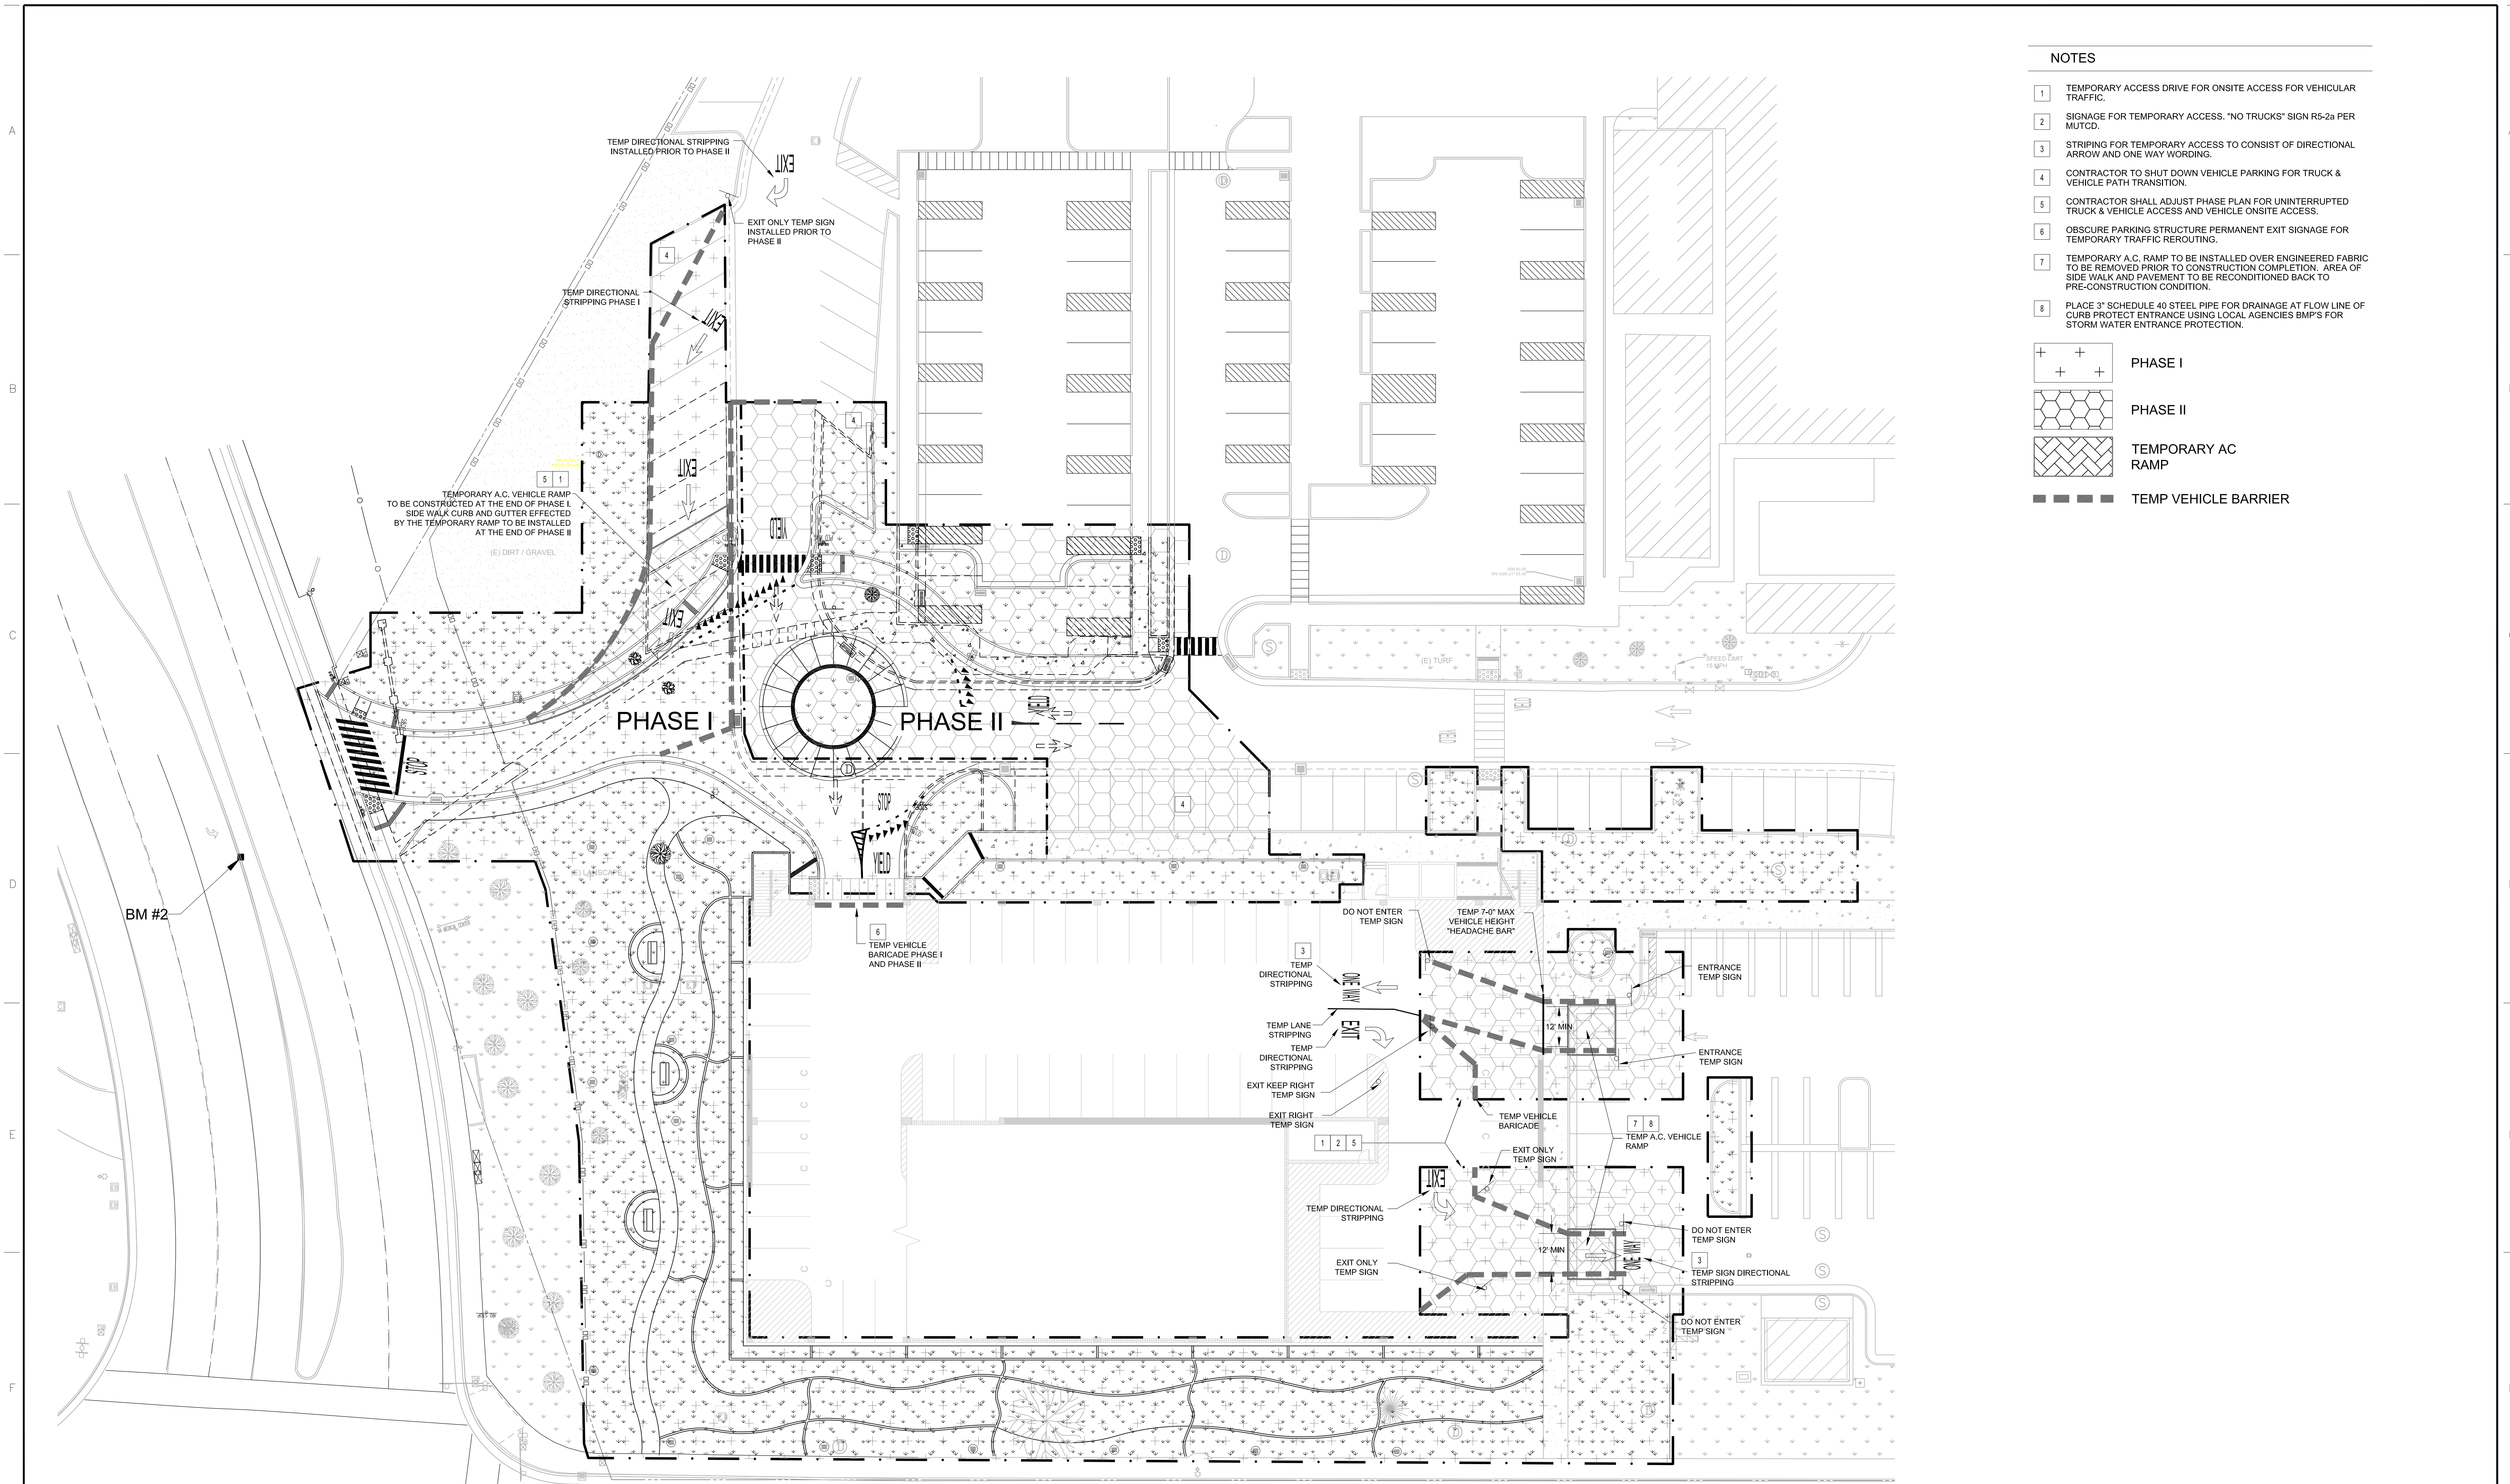 NOTES
1
TEMPORARY ACCESS DRIVE FOR ONSITE ACCESS FOR VEHICULAR
TRAFFIC.
2
SIGNAGE FOR TEMPORARY ACCESS. "NO TRUCKS" SIGN R5-2a PER
MUTCD.
3
STRIPING FOR TEMPORARY ACCESS TO CONSIST OF DIRECTIONAL
ARROW AND ONE WAY WORDING.
4
CONTRACTOR TO SHUT DOWN VEHICLE PARKING FOR TRUCK &
VEHICLE PATH TRANSITION.
5
CONTRACTOR SHALL ADJUST PHASE PLAN FOR UNINTERRUPTED
TRUCK & VEHICLE ACCESS AND VEHICLE ONSITE ACCESS.
6
OBSCURE PARKING STRUCTURE PERMANENT EXIT SIGNAGE FOR
TEMPORARY TRAFFIC REROUTING.
7
TEMPORARY A.C. RAMP TO BE INSTALLED OVER ENGINEERED FABRIC
TO BE REMOVED PRIOR TO CONSTRUCTION COMPLETION. AREA OF
SIDE WALK AND PAVEMENT TO BE RECONDITIONED BACK TO
PRE-CONSTRUCTION CONDITION.
8
PLACE 3" SCHEDULE 40 STEEL PIPE FOR DRAINAGE AT FLOW LINE OF
CURB PROTECT ENTRANCE USING LOCAL AGENCIES BMP'S FOR
STORM WATER ENTRANCE PROTECTION.
PHASE I
PHASE II
TEMPORARY AC
RAMP
TEMP VEHICLE BARRIER
A
B
C
D
E
F
TEMP DIRECTIONAL STRIPPING
INSTALLED PRIOR TO PHASE II
EXIT
EXIT ONLY TEMP SIGN
INSTALLED PRIOR TO
PHASE II
4
TEMP DIRECTIONAL
STRIPPING PHASE I
EXIT
4
EXIT
5 1
TEMPORARY A.C. VEHICLE RAMP
TO BE CONSTRUCTED AT THE END OF PHASE I.
SIDE WALK CURB AND GUTTER EFFECTED
BY THE TEMPORARY RAMP TO BE INSTALLED
AT THE END OF PHASE II
(E) DIRT / GRAVEL
YIELD
EXIT
(E) TURF
SPEED LIMIT
15 MPH
PHASE I
PHASE II
STOP
STOP
YIELD
4
(E) LANSCAPE
BM #2
6
TEMP VEHICLE
BARICADE PHASE I
AND PHASE II
DO NOT ENTER
TEMP SIGN
TEMP 7-0" MAX
VEHICLE HEIGHT
"HEADACHE BAR"
3
TEMP
DIRECTIONAL
STRIPPING
ONE WAY
ENTRANCE
TEMP SIGN
TEMP LANE
STRIPPING
EXIT
12' MIN
TEMP
DIRECTIONAL
STRIPPING
ENTRANCE
TEMP SIGN
EXIT KEEP RIGHT
TEMP SIGN
EXIT RIGHT
TEMP SIGN
TEMP VEHICLE
BARICADE
7 8
TEMP A.C. VEHICLE
RAMP
1 2 5
EXIT ONLY
TEMP SIGN
EXIT
TEMP DIRECTIONAL
STRIPPING
DO NOT ENTER
TEMP SIGN
12' MIN
ONE WAY
3
TEMP SIGN DIRECTIONAL
STRIPPING
EXIT ONLY
TEMP SIGN
DO NOT ENTER
TEMP SIGN